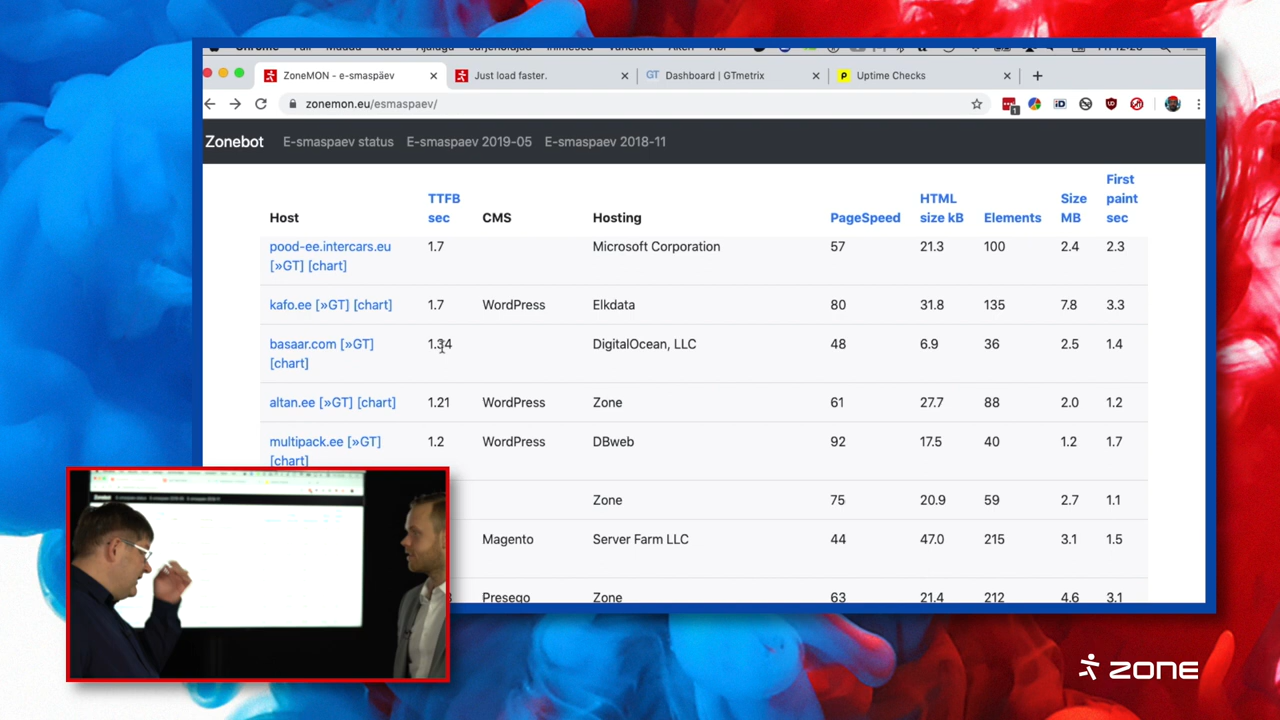 ZoneMON - e-smaspäev
Just load faster.
GT Dashboard | GTmetrix
Uptime Checks
zonemon.eu/esmaspaev/
Zonebot E-smaspaev status E-smaspaev 2019-05 E-smaspaev 2018-11
Host TTFB sec CMS Hosting PageSpeed HTML size kB Elements Size MB First paint sec
pood-ee.intercars.eu 1.7 Microsoft Corporation 57 21.3 100 2.4 2.3
[»GT] [chart]
kafo.ee [»GT] [chart] 1.7 WordPress Elkdata 80 31.8 135 7.8 3.3
basaar.com [»GT] 1.34 DigitalOcean, LLC 48 6.9 36 2.5 1.4
[chart]
altan.ee [»GT] [chart] 1.21 WordPress Zone 61 27.7 88 2.0 1.2
multipack.ee [»GT] 1.2 WordPress DBweb 92 17.5 40 1.2 1.7
[chart]
Zone 75 20.9 59 2.7 1.1
Magento Server Farm LLC 44 47.0 215 3.1 1.5
Presego Zone 63 21.4 212 4.6 3.1
ZONE